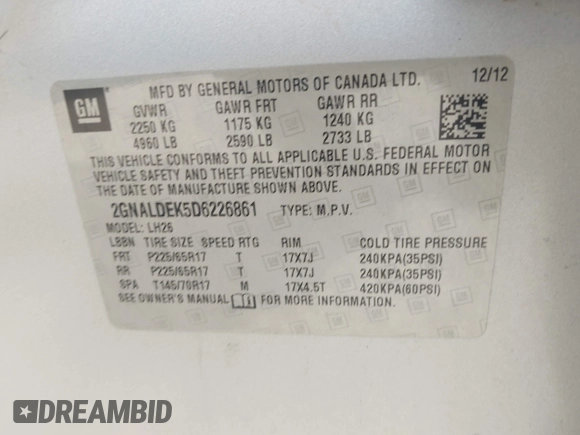 GM
MFD BY GENERAL MOTORS OF CANADA LTD. 12/12
GVWR GAWR FRT GAWR RR
2250 KG 1175 KG 1240 KG
4960 LB 2590 LB 2733 LB
THIS VEHICLE CONFORMS TO ALL APPLICABLE U.S. FEDERAL MOTOR
VEHICLE SAFETY AND THEFT PREVENTION STANDARDS IN EFFECT ON
THE DATE OF MANUFACTURE SHOWN ABOVE.
2GNALDEK5D6226861 TYPE: M.P.V.
MODEL: LH26
LBBN TIRE SIZE SPEED RTG RIM COLD TIRE PRESSURE
FRT P225/65R17 T 17X7J 240KPA(35PSI)
RR P225/65R17 T 17X7J 240KPA(35PSI)
SPA T145/70R17 M 17X4.5T 420KPA(60PSI)
SEE OWNER'S MANUAL FOR MORE INFORMATION.
DREAMBID